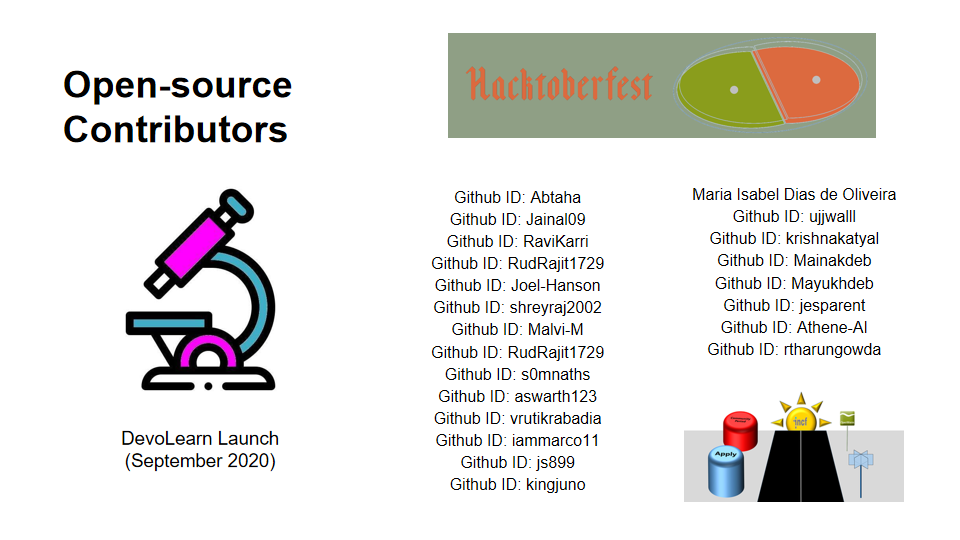 Open-source
Contributors
Hacktoberfest
Github ID: Abtaha
Github ID: Jainal09
Github ID: RaviKarri
Github ID: RudRajit1729
Github ID: Joel-Hanson
Github ID: shreyraj2002
Github ID: Malvi-M
Github ID: RudRajit1729
Github ID: s0mnaths
Github ID: aswarth123
Github ID: vrutikrabadia
Github ID: iammarco11
Github ID: js899
Github ID: kingjuno
Maria Isabel Dias de Oliveira
Github ID: ujjwalll
Github ID: krishnakatyal
Github ID: Mainakdeb
Github ID: Mayukhdeb
Github ID: jesparent
Github ID: Athene-AI
Github ID: rtharungowda
DevoLearn Launch
(September 2020)
incf
Apply